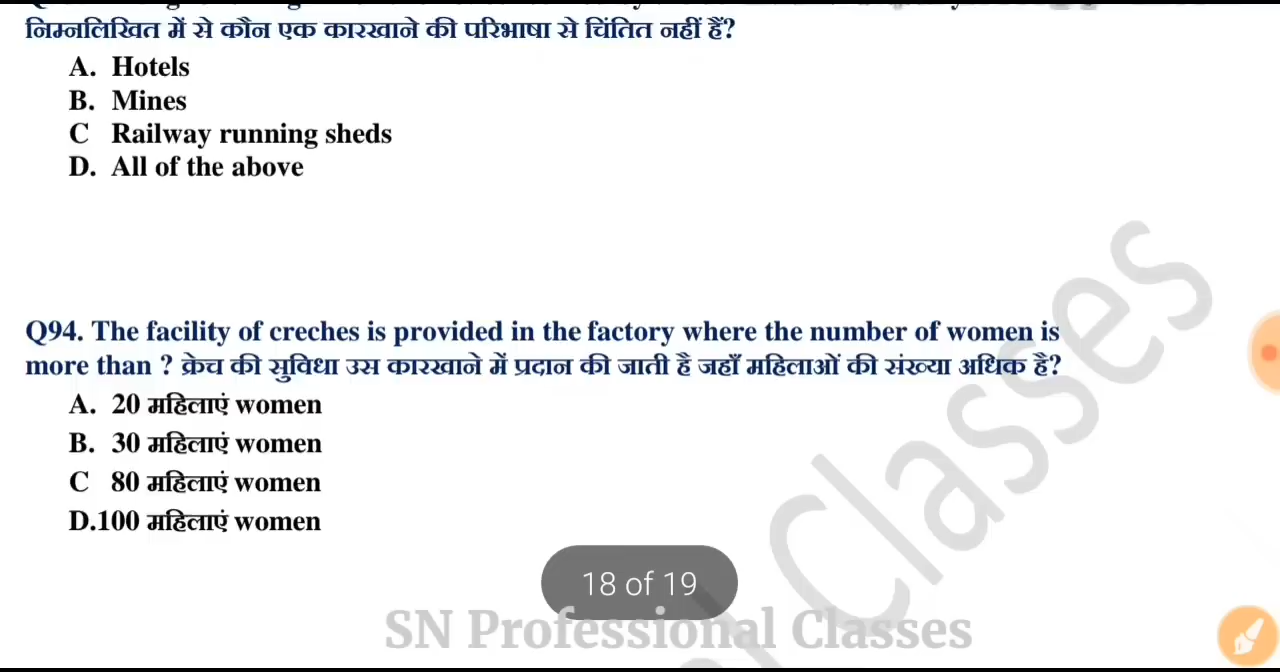 निम्नलिखित में से कौन एक कारखाने की परिभाषा से चिंतित नहीं हैं?
A. Hotels
B. Mines
C Railway running sheds
D. All of the above
Q94. The facility of creches is provided in the factory where the number of women is
more than ? क्रेच की सुविधा उस कारखाने में प्रदान की जाती है जहाँ महिलाओं की संख्या अधिक है?
A. 20 महिलाएं women
B. 30 महिलाएं women
C 80 महिलाएं women
D.100 महिलाएं women
18 of 19
SN Professional Classes
Classes